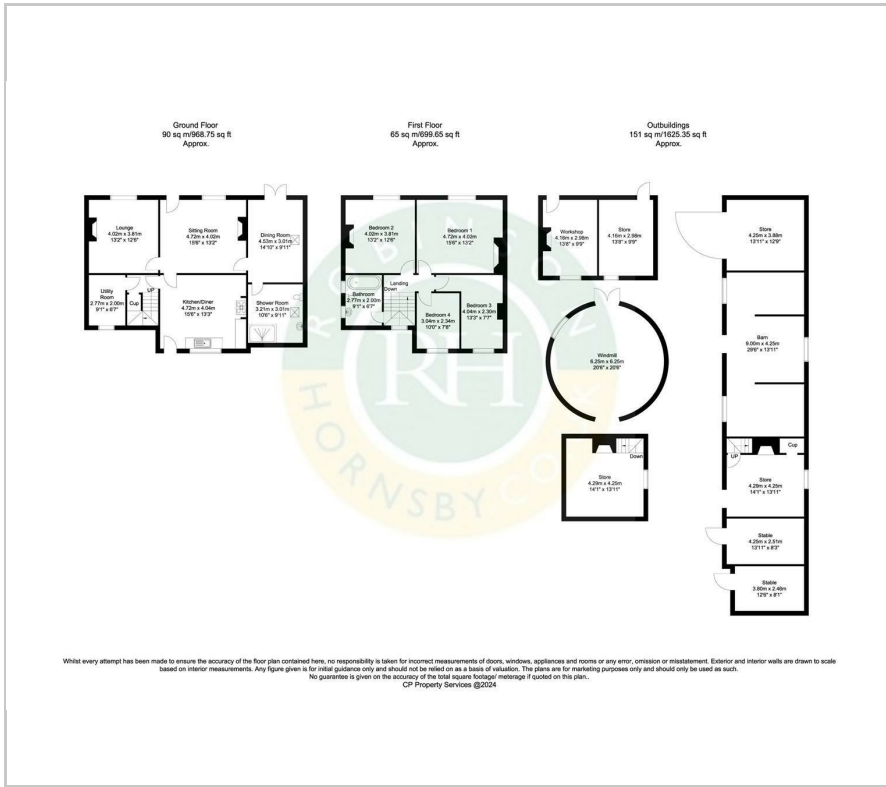 Ground Floor
90 sq m/968.75 sq ft
Approx.
First Floor
65 sq m/699.65 sq ft
Approx.
Outbuildings
151 sq m/1625.35 sq ft
Approx.
Lounge
4.02m x 3.81m
13'2" x 12'6"
Sitting Room
4.72m x 4.02m
15'6" x 13'2"
Dining Room
4.53m x 3.01m
14'10" x 9'11"
Utility
Room
2.77m x 2.00m
9'1" x 6'7"
Cup
UP
Kitchen/Diner
4.72m x 4.04m
15'6" x 13'3"
Shower Room
3.21m x 3.01m
10'6" x 9'11"
Bedroom 2
4.02m x 3.81m
13'2" x 12'6"
Bedroom 1
4.72m x 4.02m
15'6" x 13'2"
Bathroom
2.77m x 2.00m
9'1" x 6'7"
Landing
Down
Bedroom 4
3.04m x 2.34m
10'0" x 7'8"
Bedroom 3
4.04m x 2.30m
13'3" x 7'7"
Workshop
4.16m x 2.98m
13'8" x 9'9"
Store
4.16m x 2.98m
13'8" x 9'9"
Windmill
6.25m x 6.25m
20'6" x 20'6"
Store
4.29m x 4.25m
14'1" x 13'11"
Down
Store
4.25m x 3.88m
13'11" x 12'9"
Barn
9.00m x 4.25m
29'6" x 13'11"
UP
Cup
Store
4.29m x 4.25m
14'1" x 13'11"
Stable
4.25m x 2.51m
13'11" x 8'3"
Stable
3.80m x 2.46m
12'6" x 8'1"
RH
HORNSBY
Whilst every attempt has been made to ensure the accuracy of the floor plan contained here, no responsibility is taken for incorrect measurements of doors, windows, appliances and rooms or any error, omission or misstatement. Exterior and interior walls are drawn to scale
based on interior measurements. Any figure given is for initial guidance only and should not be relied on as a basis of valuation. The plans are for marketing purposes only and should only be used as such.
No guarantee is given on the accuracy of the total square footage/ meterage if quoted on this plan..
CP Property Services @2024